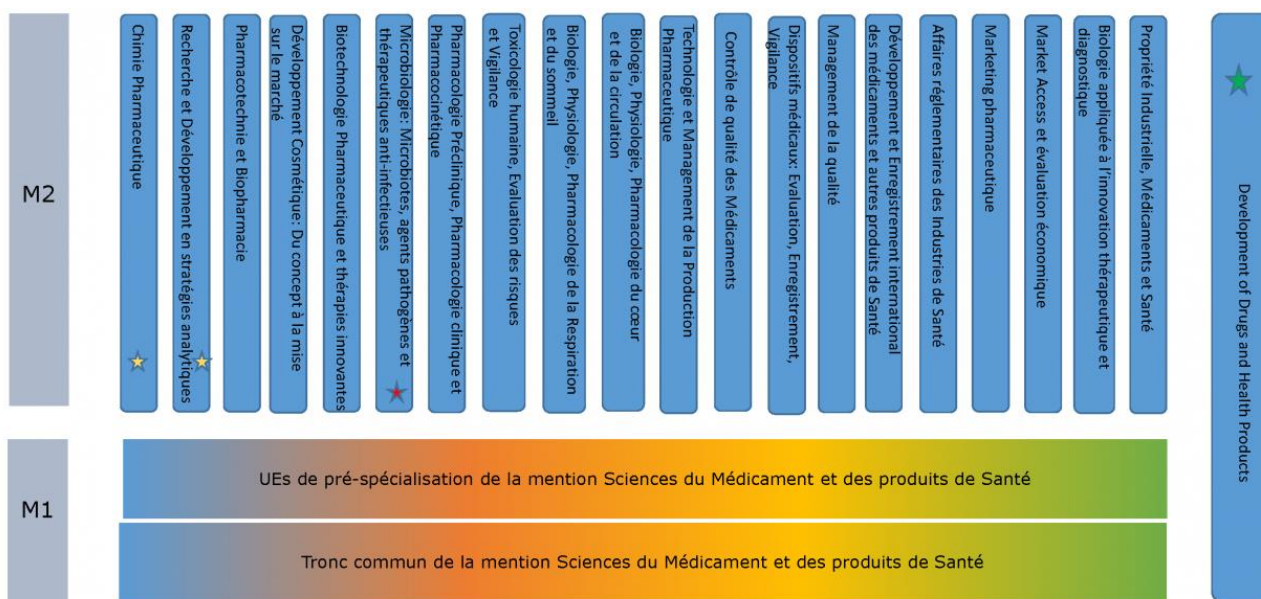 M2
Chimie Pharmaceutique
Recherche et Développement en stratégies analytiques
Pharmacotechnie et Biopharmacie
Développement Cosmétique: Du concept à la mise
sur le marché
Biotechnologie Pharmaceutique et thérapies innovantes
Microbiologie: Microbiotes, agents pathogènes et
thérapeutiques anti-infectieuses
Pharmacologie Préclinique, Pharmacologie clinique et
Pharmacocinétique
Toxicologie humaine, Evaluation des risques
et Vigilance
Biologie, Physiologie, Pharmacologie de la Respiration
et du sommeil
Biologie, Physiologie, Pharmacologie du cœur
et de la circulation
Technologie et Management de la Production
Pharmaceutique
Contrôle de qualité des Médicaments
Dispositifs médicaux: Evaluation, Enregistrement,
Vigilance
Management de la qualité
Développement et Enregistrement international
des médicaments et autres produits de Santé
Affaires réglementaires des Industries de Santé
Marketing pharmaceutique
Market Access et évaluation économique
Biologie appliquée à l'innovation thérapeutique et
diagnostique
Propriété industrielle, Médicaments et Santé
Development of Drugs and Health Products
M1
UEs de pré-spécialisation de la mention Sciences du Médicament et des produits de Santé
Tronc commun de la mention Sciences du Médicament et des produits de Santé